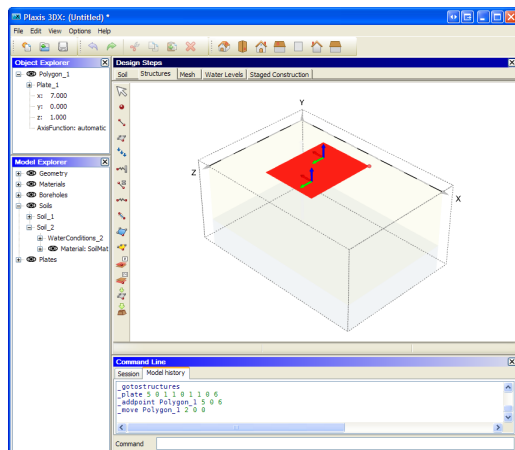 Plaxis 3DX: (Untitled) *
File Edit View Options Help
Object Explorer
Polygon_1
Plate_1
x: 7.000
y: 0.000
z: 1.000
AxisFunction: automatic
Model Explorer
Geometry
Materials
Boreholes
Soils
Soil_1
Soil_2
WaterConditions_2
Material: SoilMat
Plates
Design Steps
Soil Structures Mesh Water Levels Staged Construction
Y
Z
X
Command Line
Session Model history
_gotostructures
_plate 5 0 1 1 0 1 1 0 6
_addpoint Polygon_1 5 0 6
_move Polygon_1 2 0 0
Command